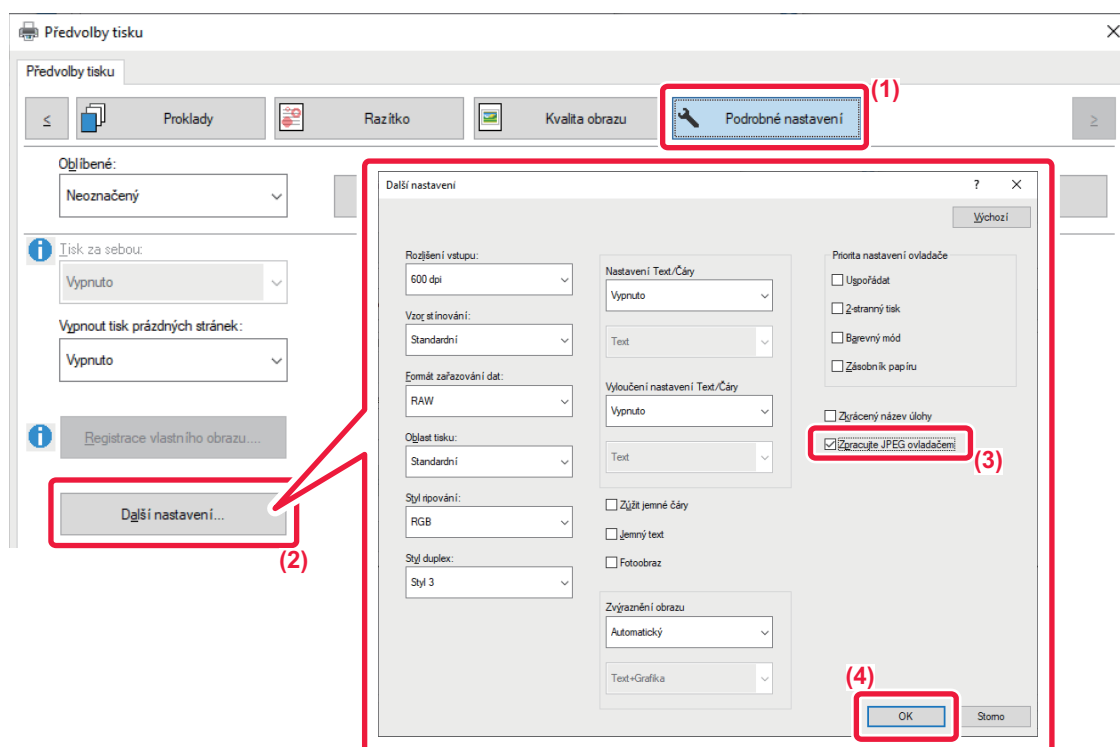 Předvolby tisku
Předvolby tisku
(1)
<
Proklady
Razítko
Kvalita obrazu
Podrobné nastavení
>
Oblíbené:
Neoznačený
Tisk za sebou:
Vypnuto
Vypnout tisk prázdných stránek:
Vypnuto
Registrace vlastního obrazu....
Další nastavení...
(2)
Další nastavení
?
Výchozí
Rozlišení vstupu:
600 dpi
Vzor stínování:
Standardní
Formát zařazování dat:
RAW
Oblast tisku:
Standardní
Styl ripování:
RGB
Styl duplex:
Styl 3
Nastavení Text/Čáry
Vypnuto
Text
Vyloučení nastavení Text/Čáry
Vypnuto
Text
Zúžit jemné čáry
Jemný text
Fotoobraz
Zvýraznění obrazu
Automatický
Text+Grafika
Priorita nastavení ovladače
Uspořádat
2-stranný tisk
Barevný mód
Zásobník papíru
Zkrácený název úlohy
Zpracujte JPEG ovladačem
(3)
(4)
OK
Storno